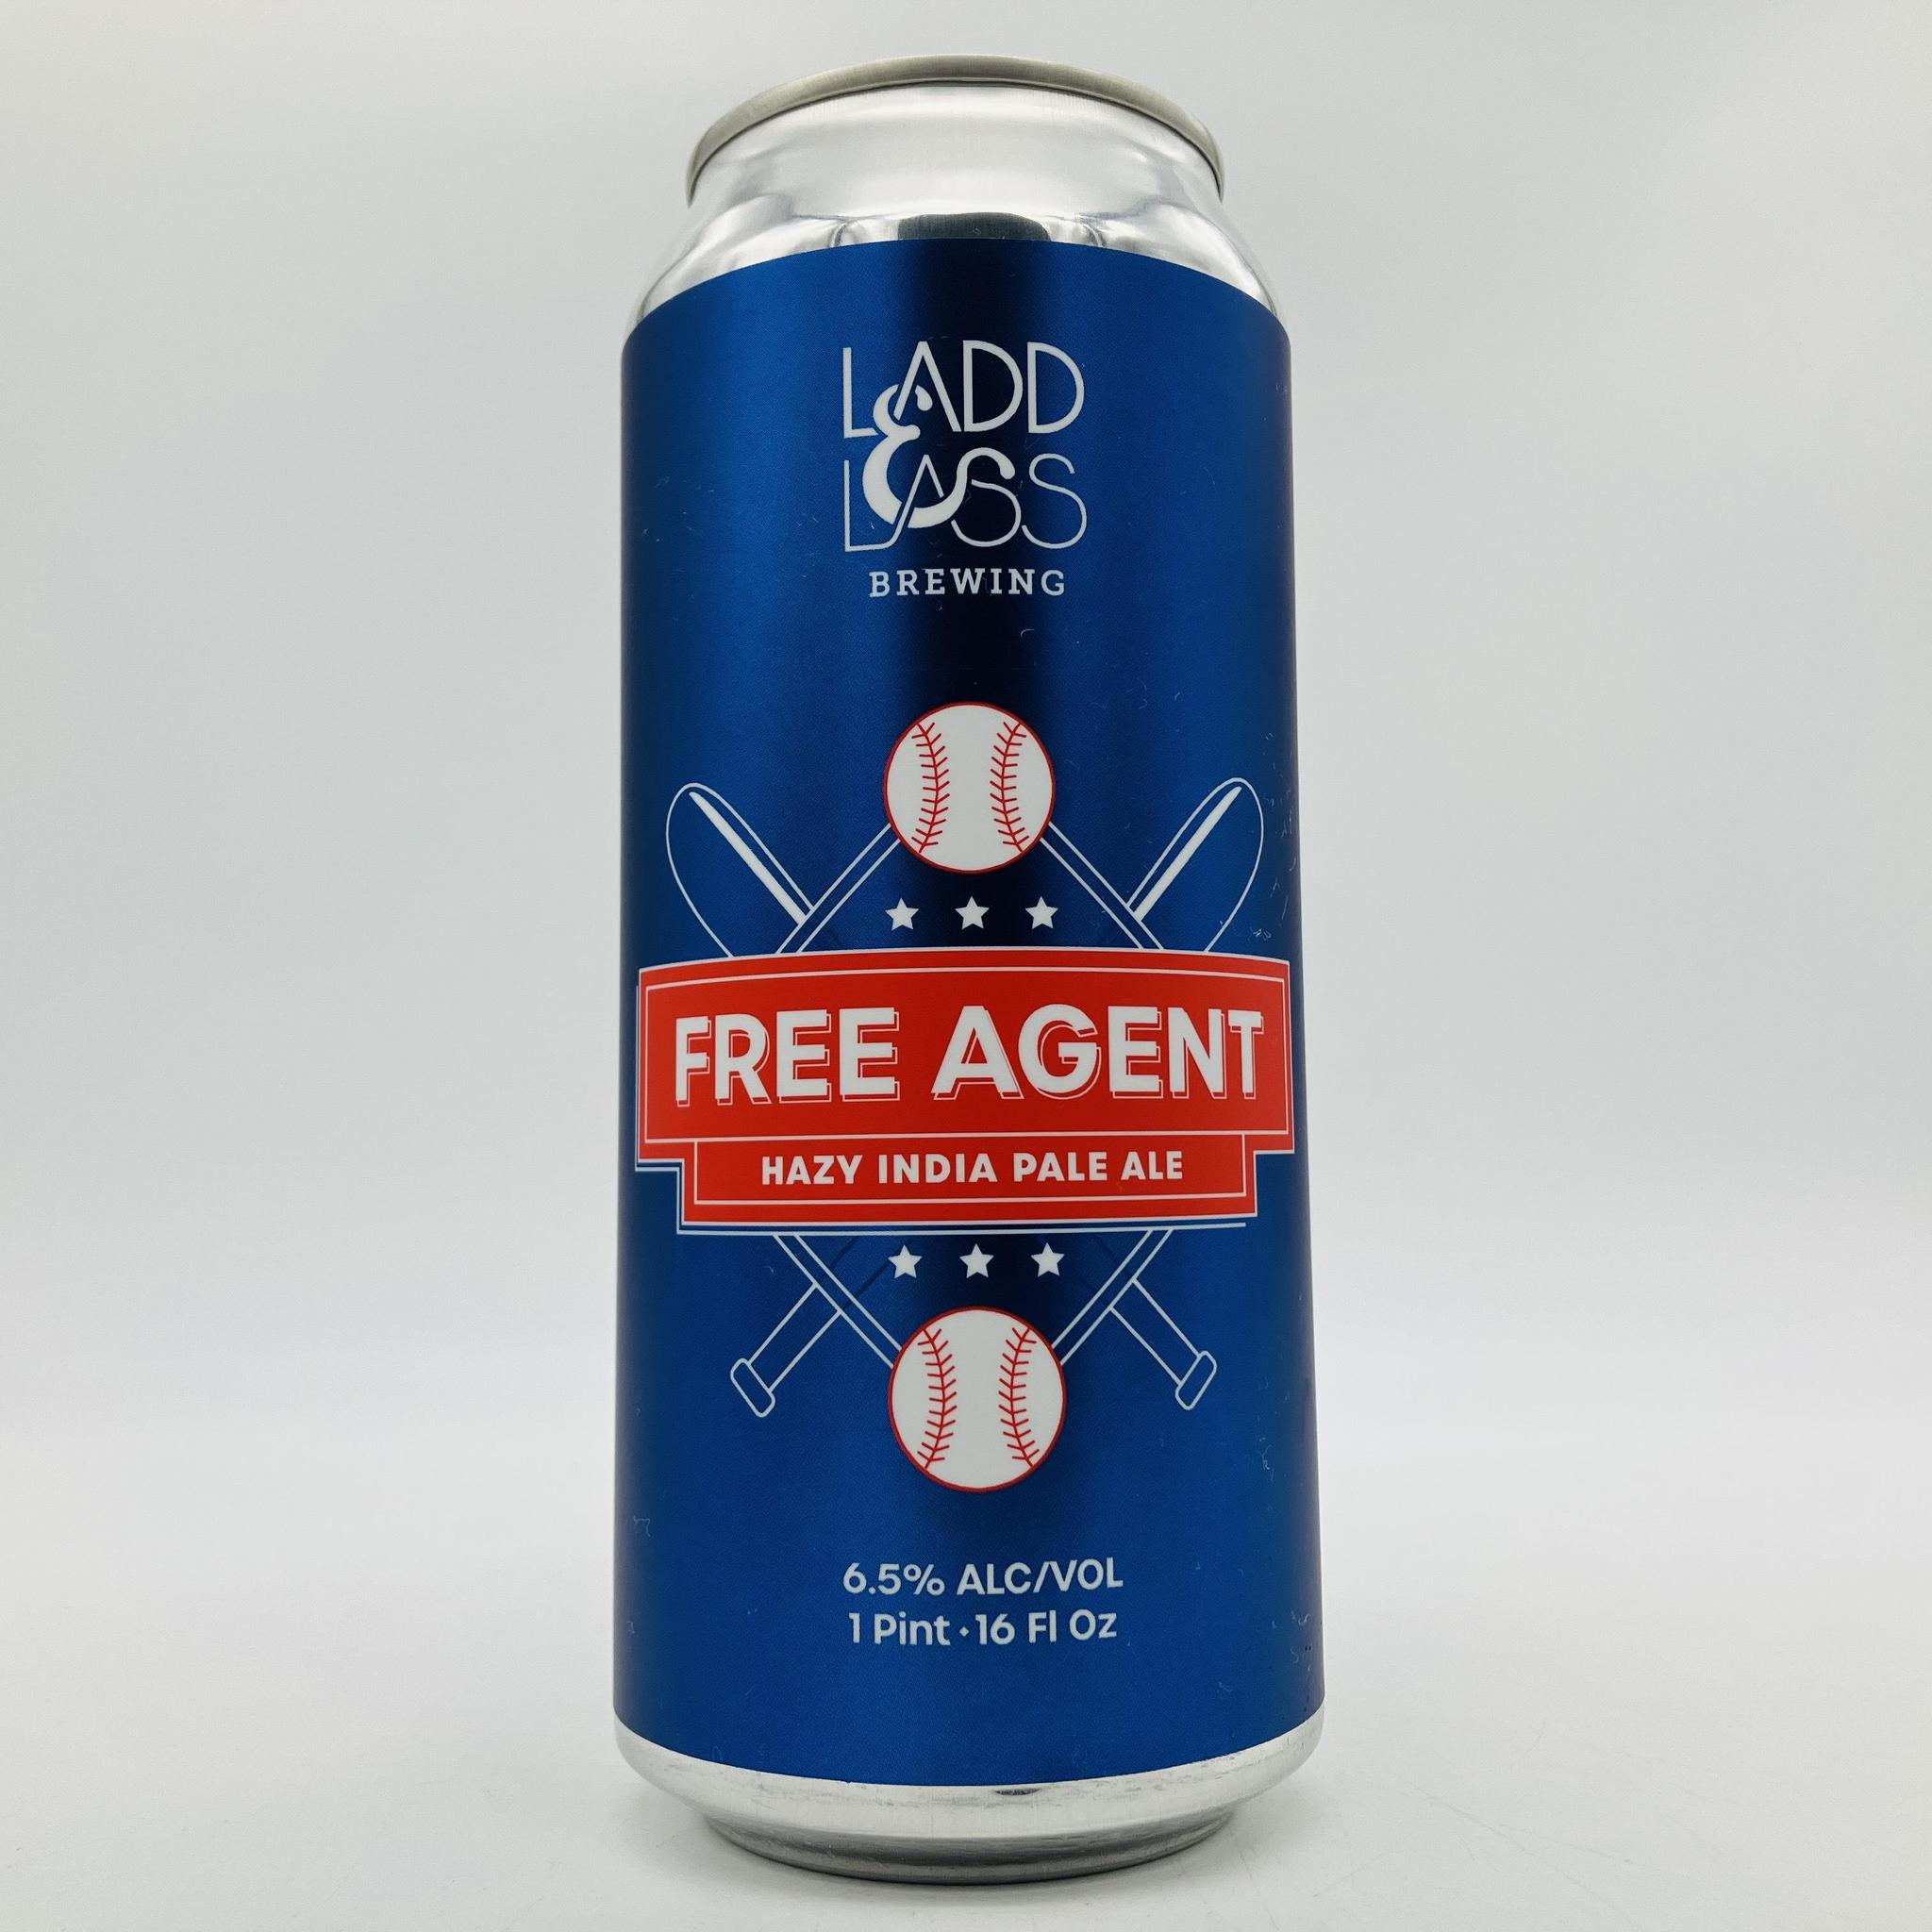 LADD
&
LASS
BREWING
FREE AGENT
HAZY INDIA PALE ALE
6.5% ALC/VOL
1 Pint • 16 Fl Oz